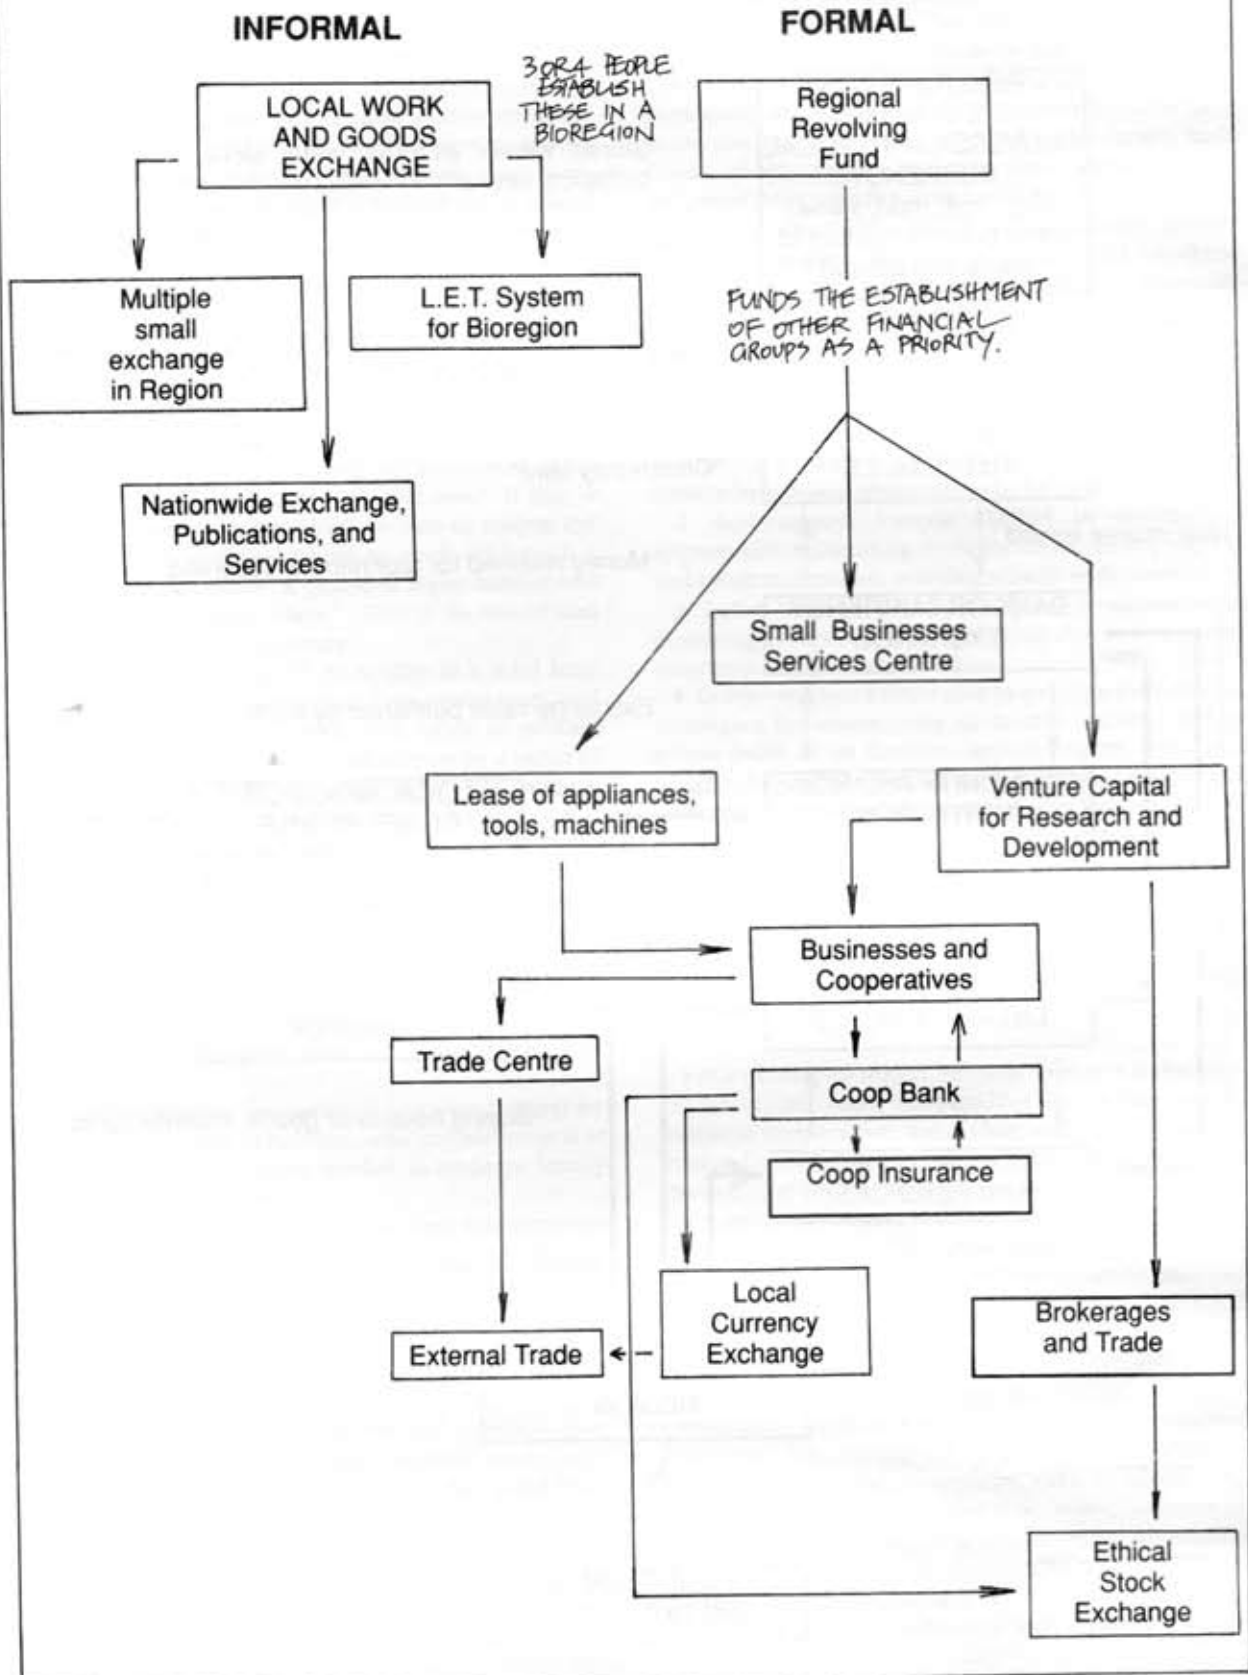 INFORMAL
FORMAL
LOCAL WORK
AND GOODS
EXCHANGE
3 OR 4 PEOPLE
ESTABLISH
THESE IN A
BIOREGION
Regional
Revolving
Fund
Multiple
small
exchange
in Region
L.E.T. System
for Bioregion
FUNDS THE ESTABLISHMENT
OF OTHER FINANCIAL
GROUPS AS A PRIORITY.
Nationwide Exchange,
Publications, and
Services
Small Businesses
Services Centre
Lease of appliances,
tools, machines
Venture Capital
for Research and
Development
Businesses and
Cooperatives
Trade Centre
Coop Bank
Coop Insurance
Local
Currency
Exchange
External Trade
Brokerages
and Trade
Ethical
Stock
Exchange